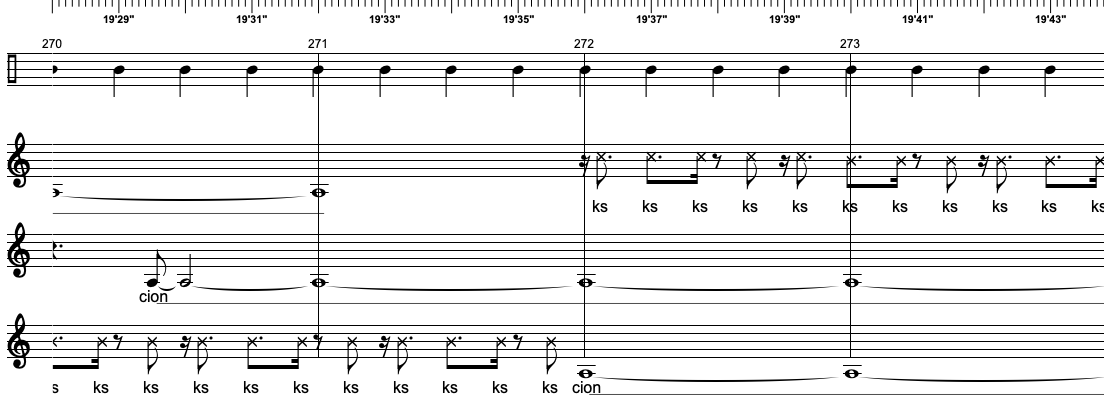 19'29" 19'31" 19'33" 19'35" 19'37" 19'39" 19'41" 19'43"
270 271 272 273
ks ks ks ks ks ks ks ks ks ks ks
cion
s ks ks ks ks ks ks ks ks ks ks cion